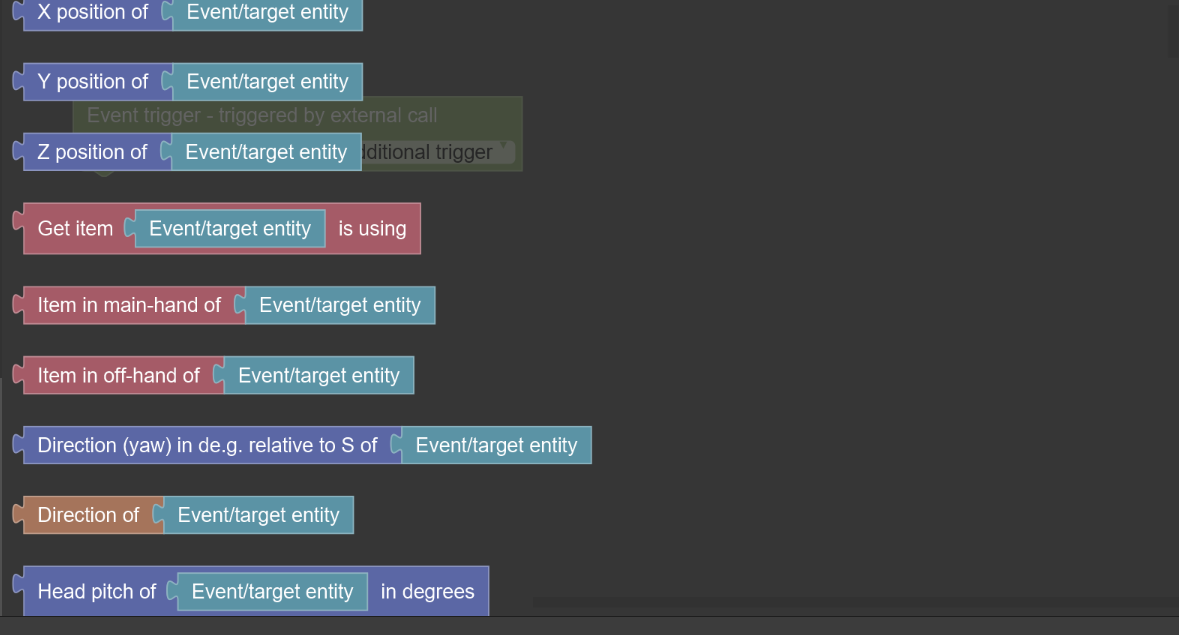 X position of Event/target entity
Y position of Event/target entity
Event trigger - triggered by external call
Z position of Event/target entity
dditional trigger
Get item Event/target entity is using
Item in main-hand of Event/target entity
Item in off-hand of Event/target entity
Direction (yaw) in de.g. relative to S of Event/target entity
Direction of Event/target entity
Head pitch of Event/target entity in degrees